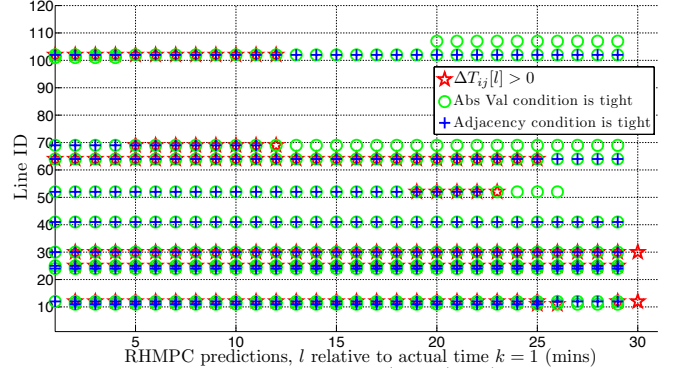 120
110
100
90
80
70
60
50
40
30
20
10
Line ID
ΔT_{ij}[l] > 0
Abs Val condition is tight
Adjacency condition is tight
5 10 15 20 25 30
RHMPC predictions, l relative to actual time k = 1 (mins)